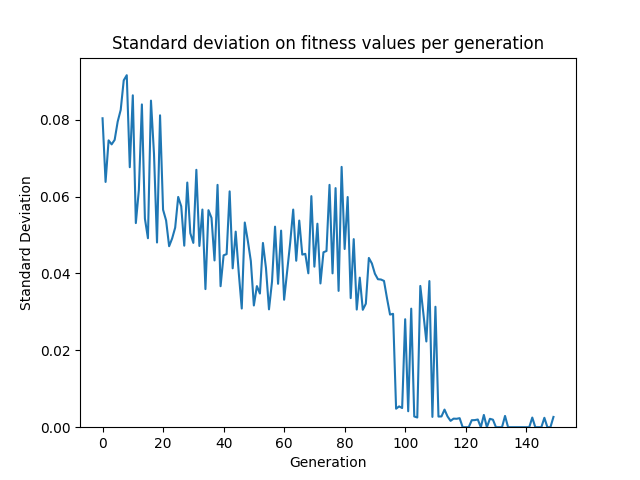 Standard deviation on fitness values per generation
0.08
0.06
0.04
0.02
0.00
Standard Deviation
0 20 40 60 80 100 120 140
Generation